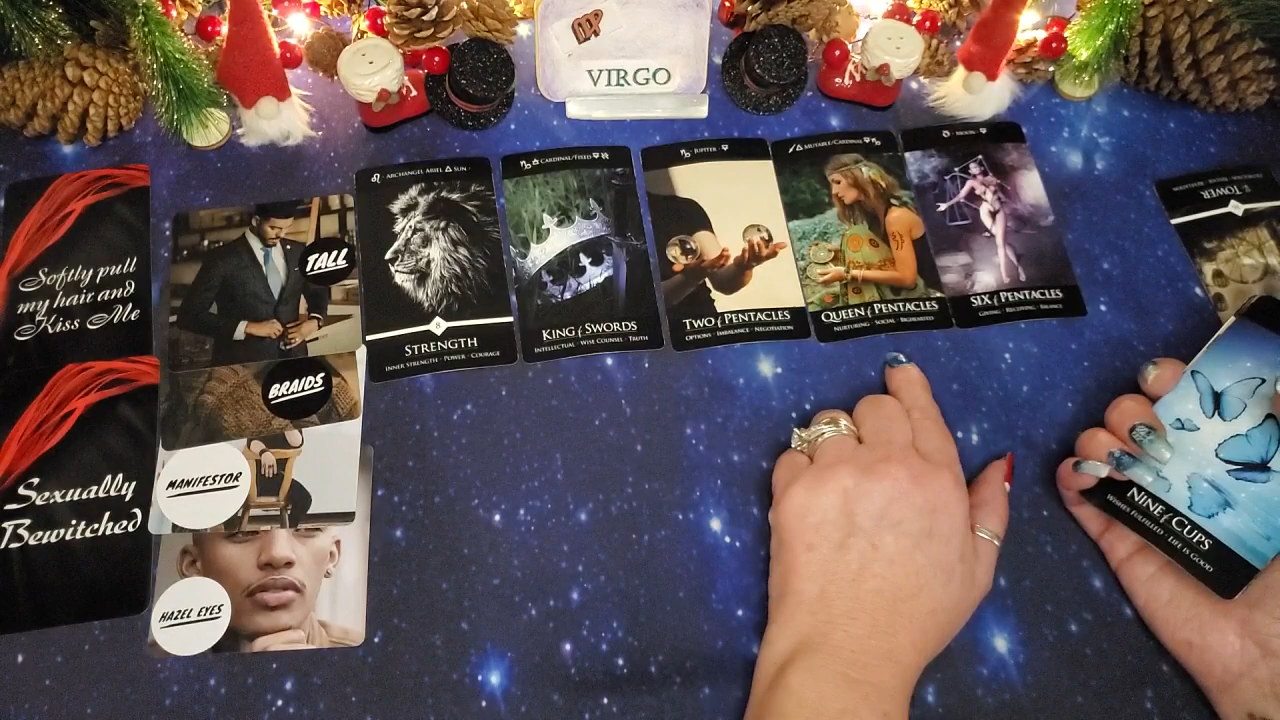 VIRGO
Softly pull
my hair and
Kiss Me
Sexually
Bewitched
TALL
BRAIDS
MANIFESTOR
HAZEL EYES
ARCHANGEL ARIEL SUN
8
STRENGTH
INNER STRENGTH · POWER · COURAGE
CARDINAL/FIXED
KING of SWORDS
INTELLECTUAL · WISE COUNSEL · TRUTH
· JUPITER ·
TWO of PENTACLES
OPTIONS · IMBALANCE · NEGOTIATION
MUTABLE/CARDINAL
QUEEN of PENTACLES
NURTURING · SOCIAL · BIGHEARTED
· MOON ·
SIX of PENTACLES
GIVING · RECEIVING · BALANCE
TOWER
NINE of CUPS
WISHES FULFILLED · LIFE IS GOOD